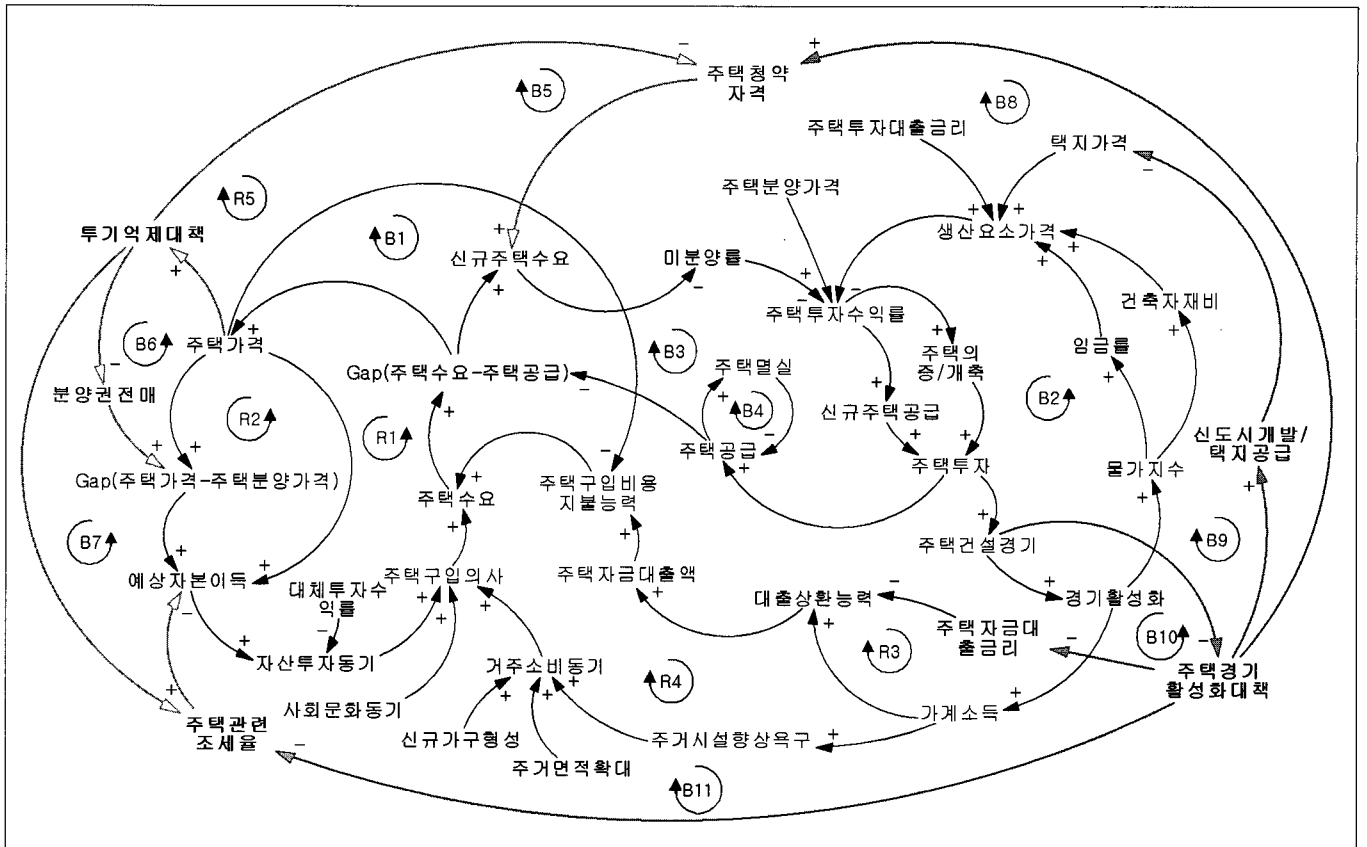 주택청약
자격
B5
B8
주택투자대출금리
택지가격
주택분양가격
R5
투기억제대책
B1
신규주택수요
미분양률
생산요소가격
건축자재비
주택투자수익률
B6
주택가격
B3
임금률
주택의
증/개축
Gap(주택수요-주택공급)
주택멸실
분양권전매
R2
B4
B2
신규주택공급
R1
주택공급
신도시개발/
택지공급
주택투자
물가지수
Gap(주택가격-주택분양가격)
주택수요
주택구입비용
지불능력
B7
주택건설경기
B9
예상자본이득
대체투자수
익률
주택구입의사
주택자금대출액
대출상환능력
경기활성화
주택자금대
출금리
B10
자산투자동기
거주소비동기
R4
R3
주택경기
활성화대책
사회문화동기
가계소득
주택관련
조세율
신규가구형성
주거시설향상욕구
주거면적확대
B11